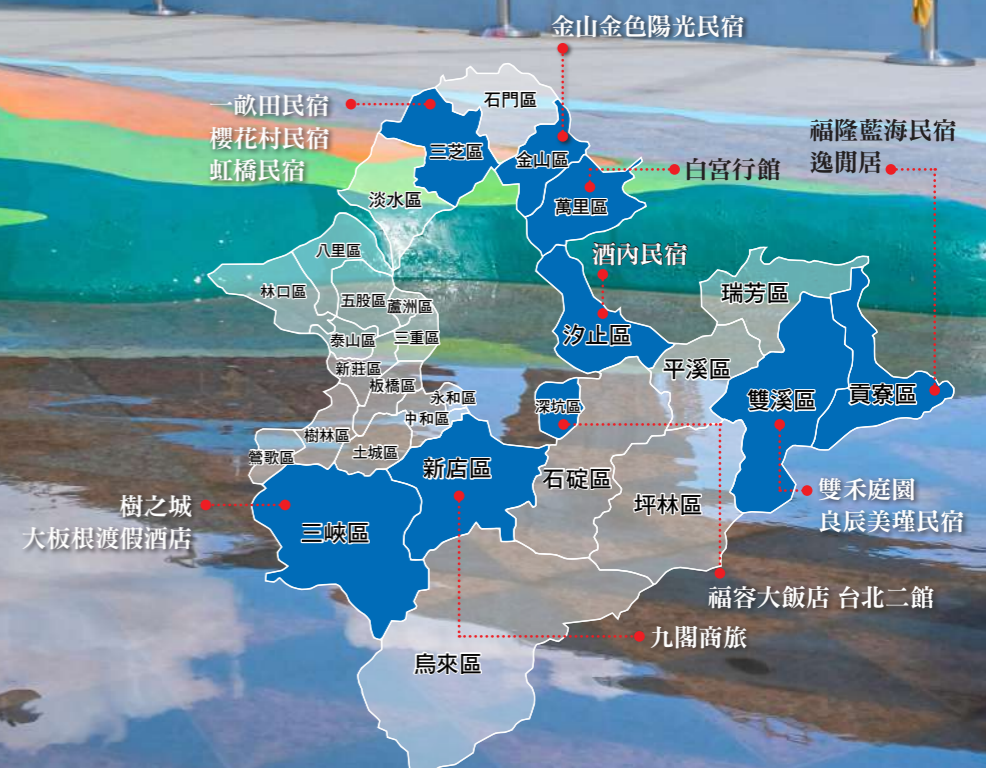 金山金色陽光民宿
一畝田民宿
櫻花村民宿
虹橋民宿
石門區
三芝區
金山區
福隆藍海民宿
逸閒居
白宮行館
淡水區
萬里區
八里區
酒內民宿
林口區
五股區
蘆洲區
瑞芳區
泰山區
三重區
汐止區
新莊區
平溪區
板橋區
永和區
雙溪區
貢寮區
中和區
深坑區
樹林區
土城區
鶯歌區
新店區
石碇區
坪林區
雙禾庭園
良辰美瑾民宿
樹之城
大板根渡假酒店
三峽區
福容大飯店 台北二館
九閣商旅
烏來區